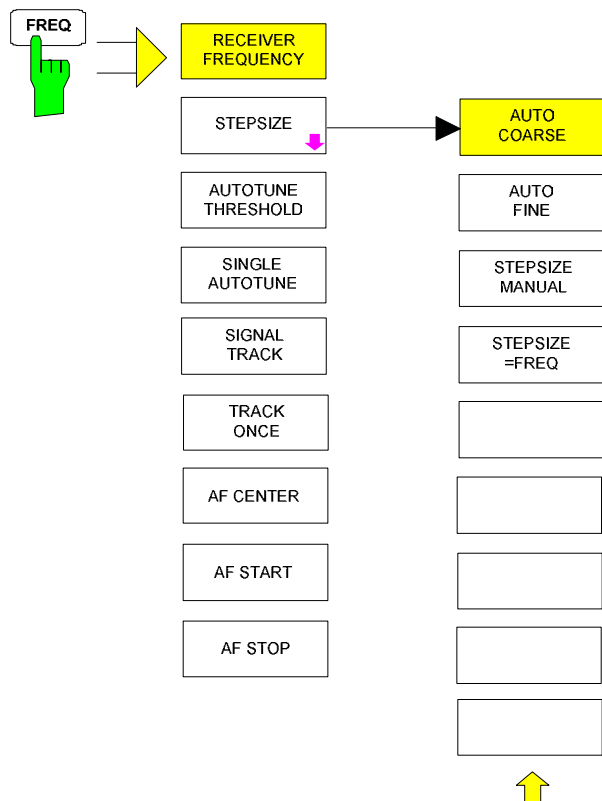 FREQ
RECEIVER
FREQUENCY
STEPSIZE
AUTOTUNE
THRESHOLD
SINGLE
AUTOTUNE
SIGNAL
TRACK
TRACK
ONCE
AF CENTER
AF START
AF STOP
AUTO
COARSE
AUTO
FINE
STEPSIZE
MANUAL
STEPSIZE
=FREQ